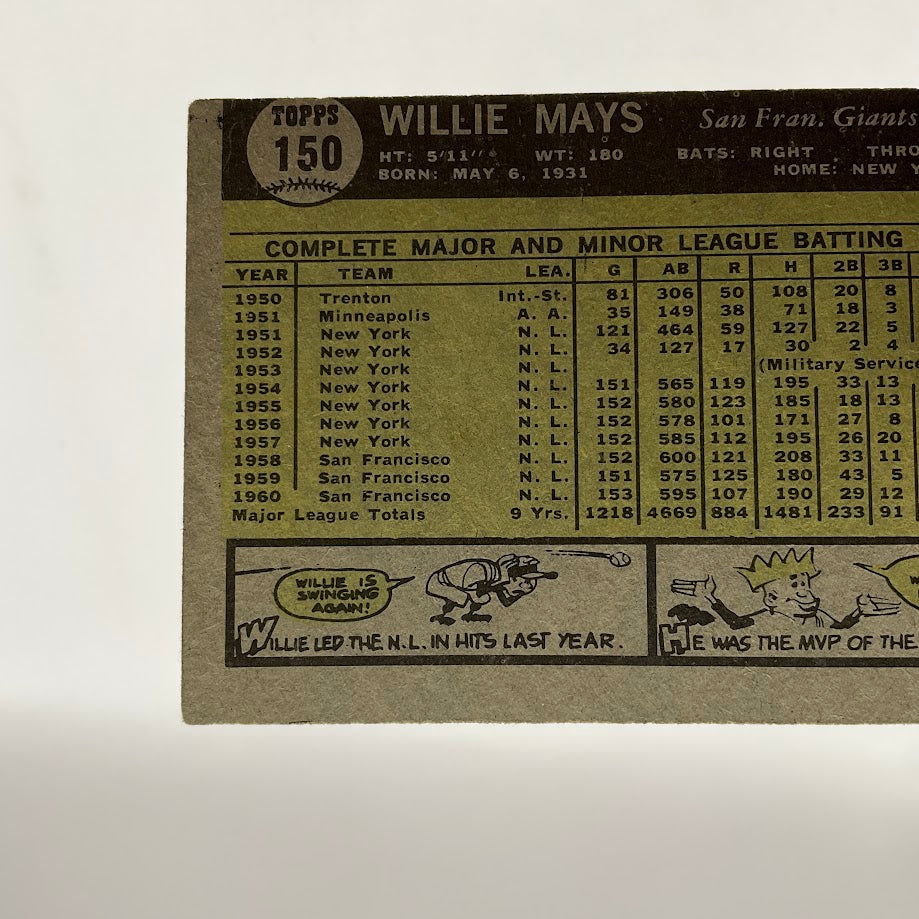 TOPPS
150
WILLIE MAYS San Fran. Giants
HT: 5'11" WT: 180 BATS: RIGHT THRO
BORN: MAY 6, 1931 HOME: NEW Y
COMPLETE MAJOR AND MINOR LEAGUE BATTING
YEAR TEAM LEA. G AB R H 2B 3B
1950 Trenton Int.-St. 81 306 50 108 20 8
1951 Minneapolis A. A. 35 149 38 71 18 3
1951 New York N. L. 121 464 59 127 22 5
1952 New York N. L. 34 127 17 30 2 4
1953 New York N. L. (Military Service
1954 New York N. L. 151 565 119 195 33 13
1955 New York N. L. 152 580 123 185 18 13
1956 New York N. L. 152 578 101 171 27 8
1957 New York N. L. 152 585 112 195 26 20
1958 San Francisco N. L. 152 600 121 208 33 11
1959 San Francisco N. L. 151 575 125 180 43 5
1960 San Francisco N. L. 153 595 107 190 29 12
Major League Totals 9 Yrs. 1218 4669 884 1481 233 91
WILLIE IS
SWINGING
AGAIN!
WILLIE LED THE N.L. IN HITS LAST YEAR.
W
HE WAS THE MVP OF THE